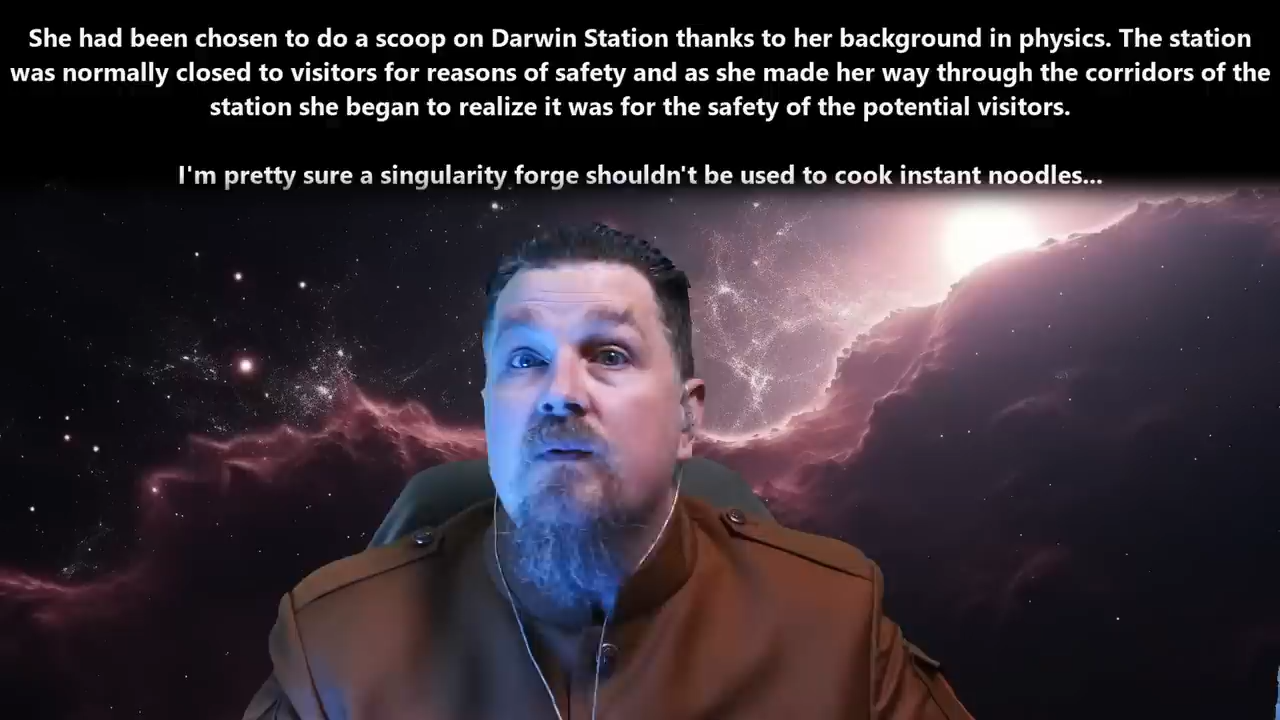 She had been chosen to do a scoop on Darwin Station thanks to her background in physics. The station
was normally closed to visitors for reasons of safety and as she made her way through the corridors of the
station she began to realize it was for the safety of the potential visitors.
I'm pretty sure a singularity forge shouldn't be used to cook instant noodles...